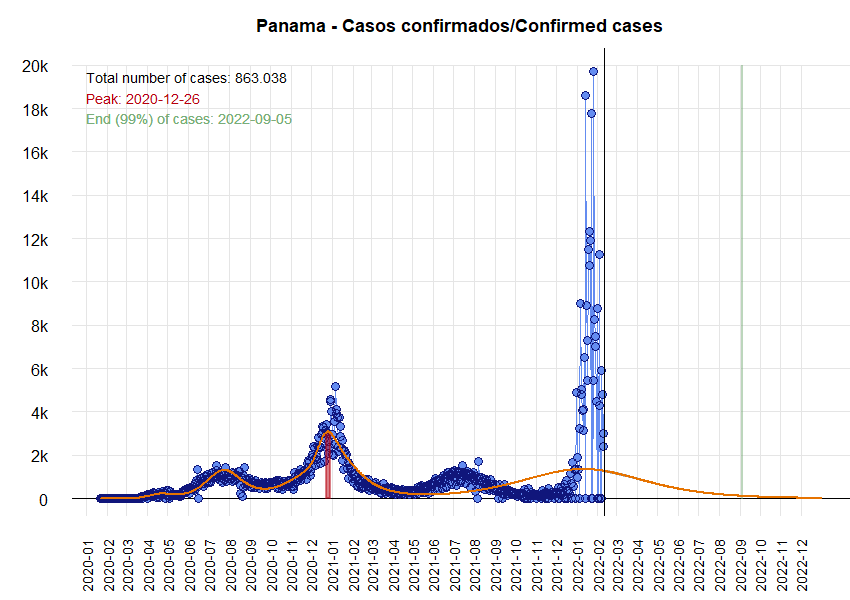 Panama - Casos confirmados/Confirmed cases
20k
18k
16k
14k
12k
10k
8k
6k
4k
2k
0
Total number of cases: 863.038
Peak: 2020-12-26
End (99%) of cases: 2022-09-05
2020-01
2020-02
2020-03
2020-04
2020-05
2020-06
2020-07
2020-08
2020-09
2020-10
2020-11
2020-12
2021-01
2021-02
2021-03
2021-04
2021-05
2021-06
2021-07
2021-08
2021-09
2021-10
2021-11
2021-12
2022-01
2022-02
2022-03
2022-04
2022-05
2022-06
2022-07
2022-08
2022-09
2022-10
2022-11
2022-12